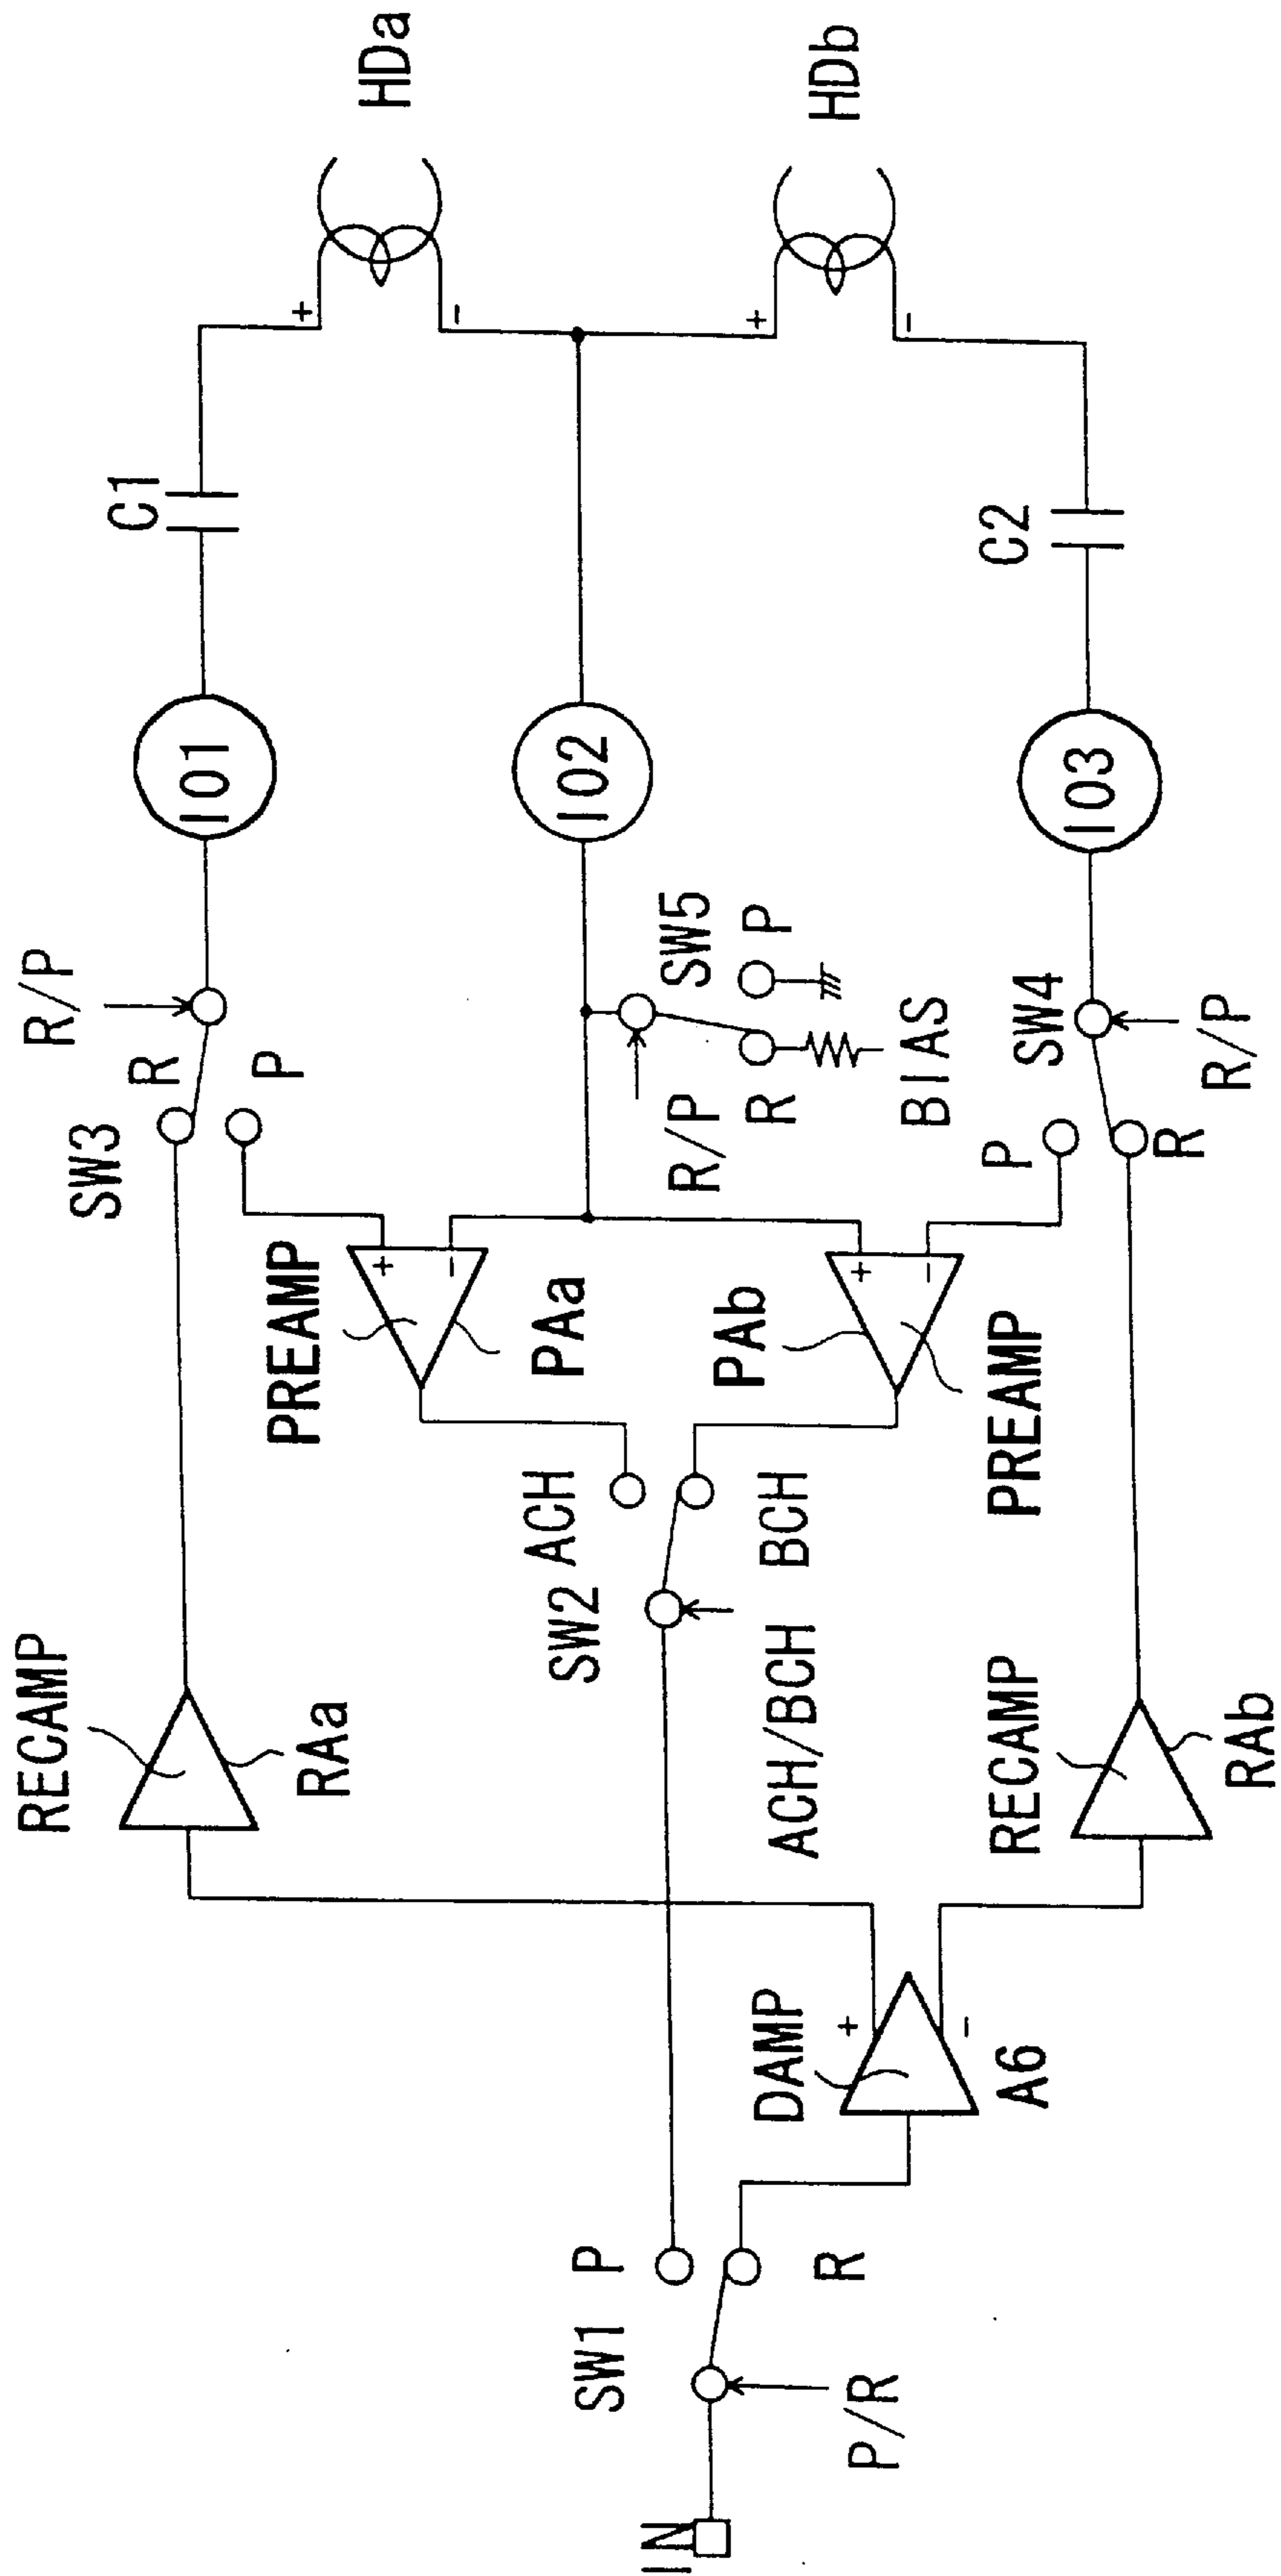 IN
SW1
P
R
P/R
DAMP
+
-
A6
RECAMP
RAa
RECAMP
RAb
SW2
ACH
BCH
ACH/BCH
PREAMP
+
-
PAa
PAb
+
-
PREAMP
SW3
R
P
R/P
SW5
R/P
R
P
BIAS
SW4
P
R
R/P
I01
I02
I03
C1
C2
+
-
HDa
+
-
HDb